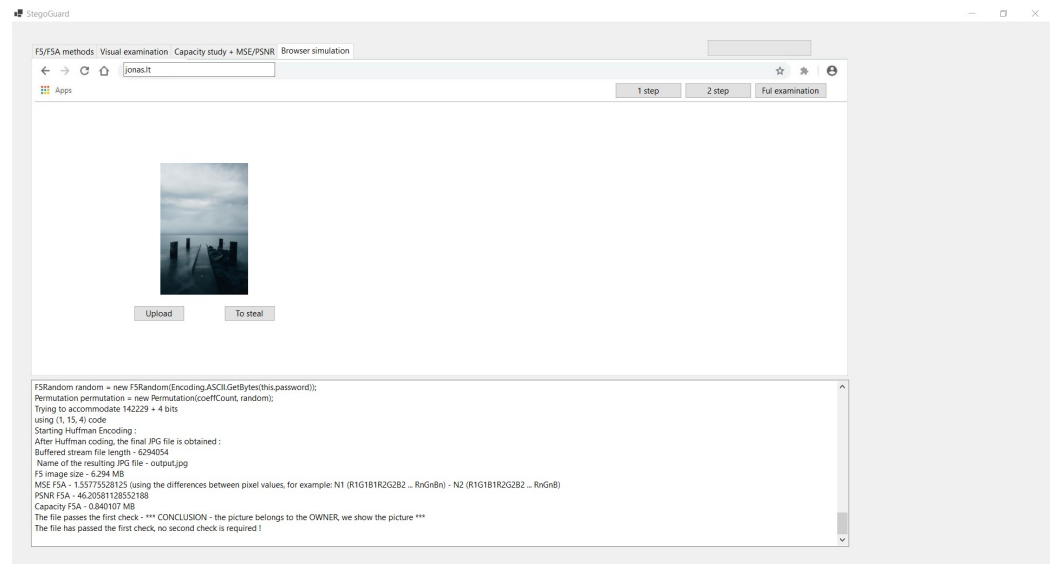 StegoGuard
F5/F5A methods Visual examination Capacity study + MSE/PSNR Browser simulation
jonas.lt
Apps 1 step 2 step Ful examination
Upload To steal
F5Random random = new F5Random(Encoding.ASCII.GetBytes(this.password));
Permutation permutation = new Permutation(coeffCount, random);
Trying to accommodate 142229 + 4 bits
using (1, 15, 4) code
Starting Huffman Encoding :
After Huffman coding, the final JPG file is obtained :
Buffered stream file length - 6294054
Name of the resulting JPG file - output.jpg
F5 image size - 6.294 MB
MSE F5A - 1.55775528125 (using the differences between pixel values, for example: N1 (R1G1B1R2G2B2 ... RnGnBn) - N2 (R1G1B1R2G2B2 ... RnGnB)
PSNR F5A - 46.20581128552188
Capacity F5A - 0.840107 MB
The file passes the first check - *** CONCLUSION - the picture belongs to the OWNER, we show the picture ***
The file has passed the first check, no second check is required !